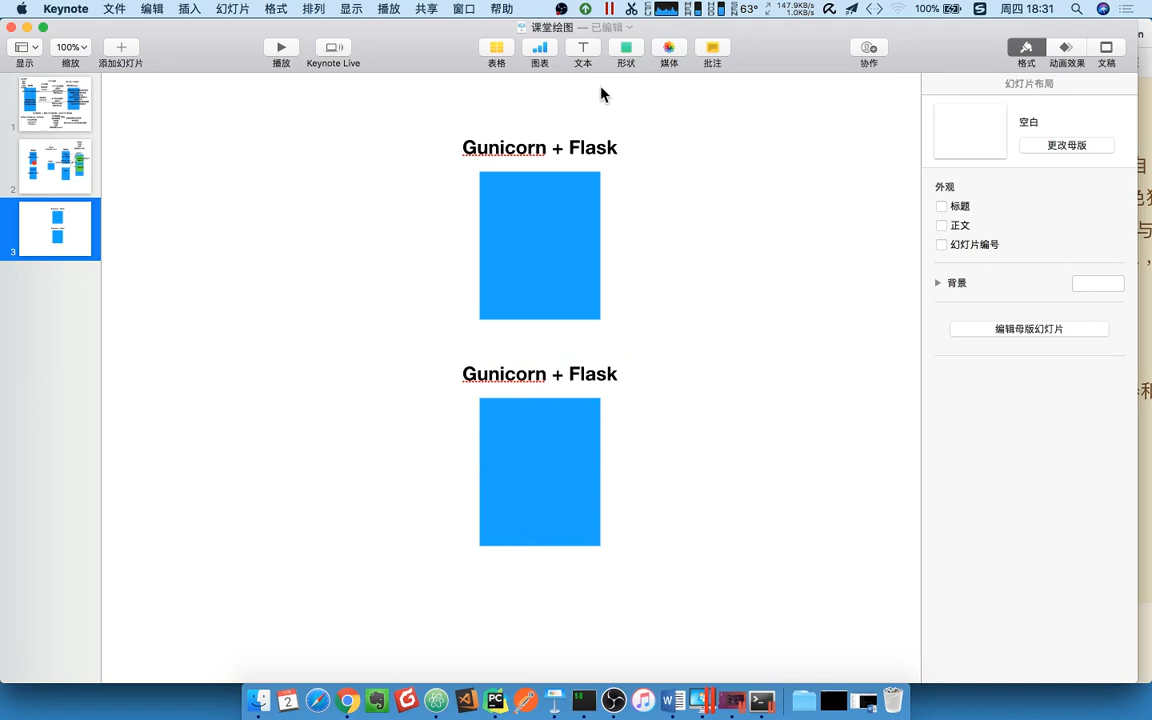 Keynote 文件 编辑 插入 幻灯片 格式 排列 显示 播放 共享 窗口 帮助 63° 147.9KB/s 1.0KB/s 100% 周四 18:31
课堂绘图 — 已编辑
100%
显示 缩放 添加幻灯片 播放 Keynote Live 表格 图表 文本 形状 媒体 批注 协作 格式 动画效果 文稿
幻灯片布局
空白
更改母版
外观
标题
正文
幻灯片编号
背景
编辑母版幻灯片
1
2
3
Gunicorn + Flask
Gunicorn + Flask